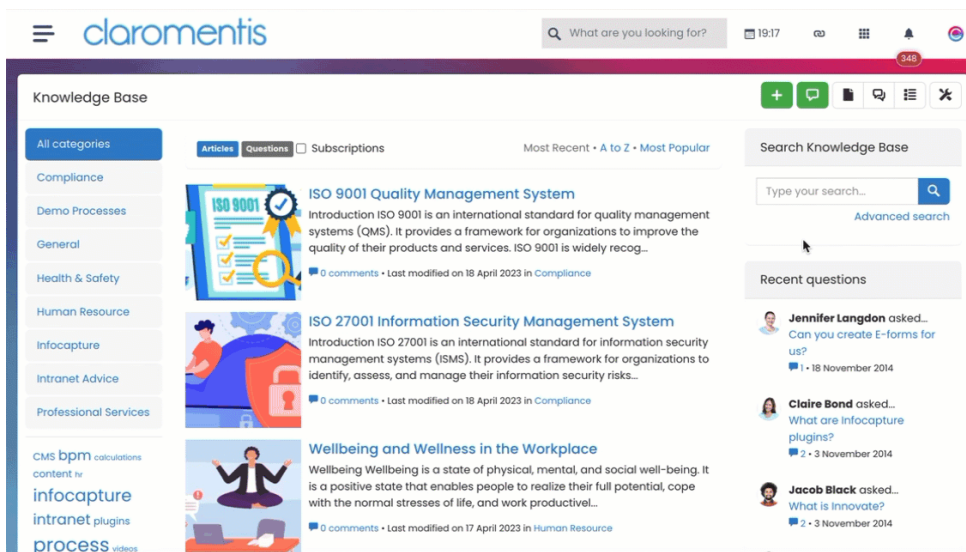 claromentis
What are you looking for?
19:17
348
Knowledge Base
All categories
Compliance
Demo Processes
General
Health & Safety
Human Resource
Infocapture
Intranet Advice
Professional Services
CMS bpm calculations
content hr
infocapture
intranet plugins
process videos
Articles Questions Subscriptions
Most Recent • A to Z • Most Popular
ISO 9001
ISO 9001 Quality Management System
Introduction ISO 9001 is an international standard for quality management
systems (QMS). It provides a framework for organizations to improve the
quality of their products and services. ISO 9001 is widely recog...
0 comments • Last modified on 18 April 2023 in Compliance
ISO 27001 Information Security Management System
Introduction ISO 27001 is an international standard for information security
management systems (ISMS). It provides a framework for organizations to
identify, assess, and manage their information security risks...
0 comments • Last modified on 18 April 2023 in Compliance
Wellbeing and Wellness in the Workplace
Wellbeing Wellbeing is a state of physical, mental, and social well-being. It
is a positive state that enables people to realize their full potential, cope
with the normal stresses of life, and work productivel...
0 comments • Last modified on 17 April 2023 in Human Resource
Search Knowledge Base
Type your search...
Advanced search
Recent questions
Jennifer Langdon asked...
Can you create E-forms for
us?
1 • 18 November 2014
Claire Bond asked...
What are Infocapture
plugins?
2 • 3 November 2014
Jacob Black asked...
What is Innovate?
2 • 3 November 2014